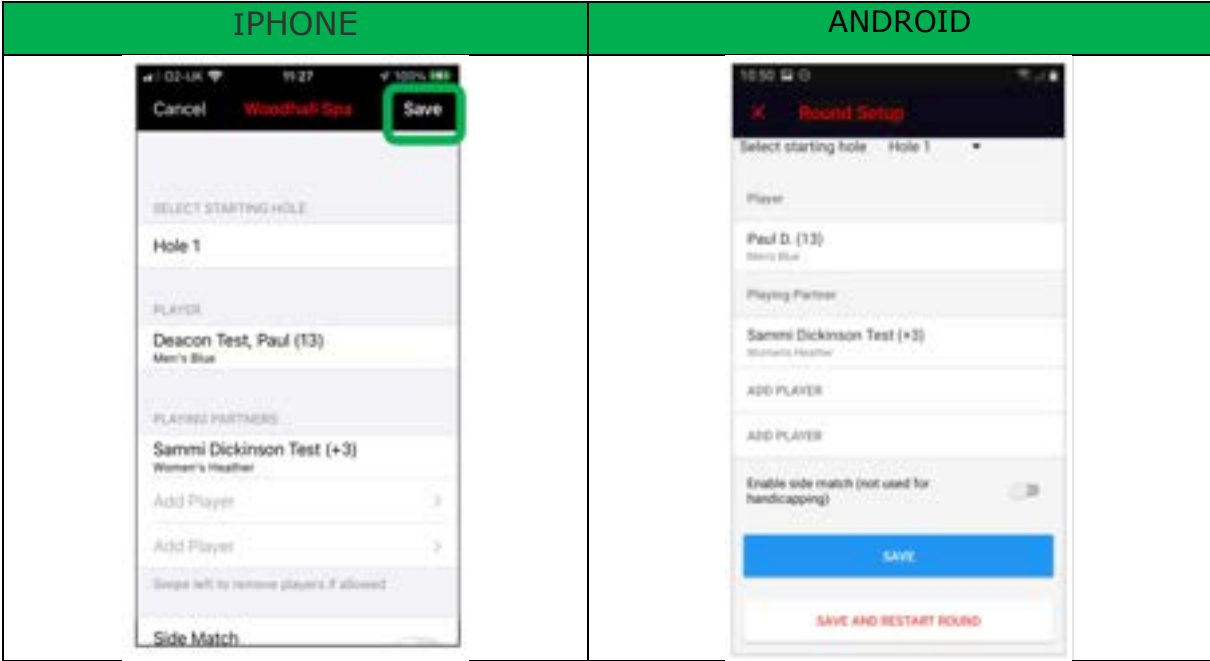 IPHONE
ANDROID
O2-UK 11:27 100%
Cancel Woodhall Spa Save
SELECT STARTING HOLE
Hole 1
PLAYER
Deacon Test, Paul (13)
Men's Blue
PLAYING PARTNERS
Sammi Dickinson Test (+3)
Women's Heather
Add Player
Add Player
Swipe left to remove players if allowed
Side Match
10:50
× Round Setup
Select starting hole Hole 1
Player
Paul D. (13)
Men's Blue
Playing Partner
Sammi Dickinson Test (+3)
Women's Heather
ADD PLAYER
ADD PLAYER
Enable side match (not used for
handicapping)
SAVE
SAVE AND RESTART ROUND